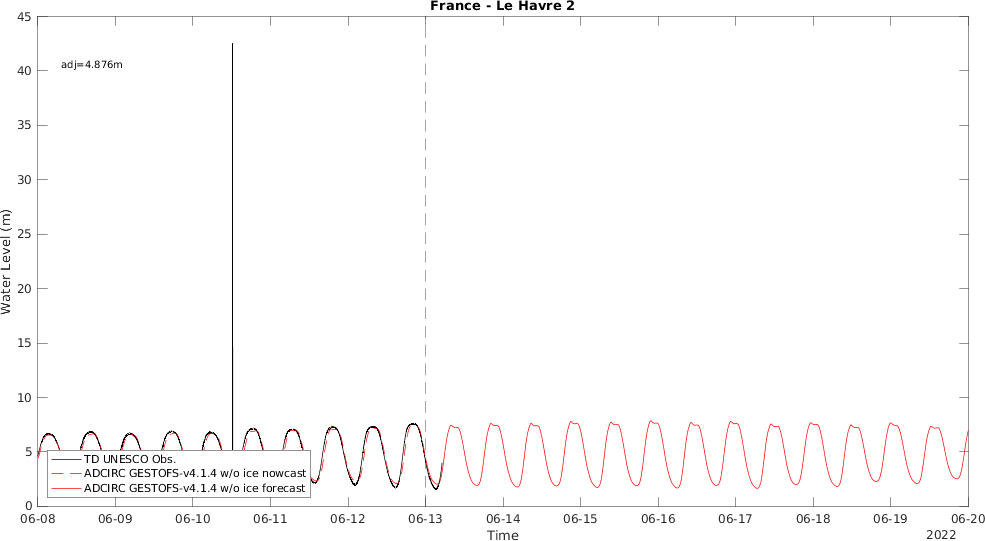 France - Le Havre 2
45
40
35
30
25
20
15
10
5
0
adj=4.876m
Water Level (m)
TD UNESCO Obs.
ADCIRC GESTOFS-v4.1.4 w/o ice nowcast
ADCIRC GESTOFS-v4.1.4 w/o ice forecast
06-08 06-09 06-10 06-11 06-12 06-13 06-14 06-15 06-16 06-17 06-18 06-19 06-20
Time
2022